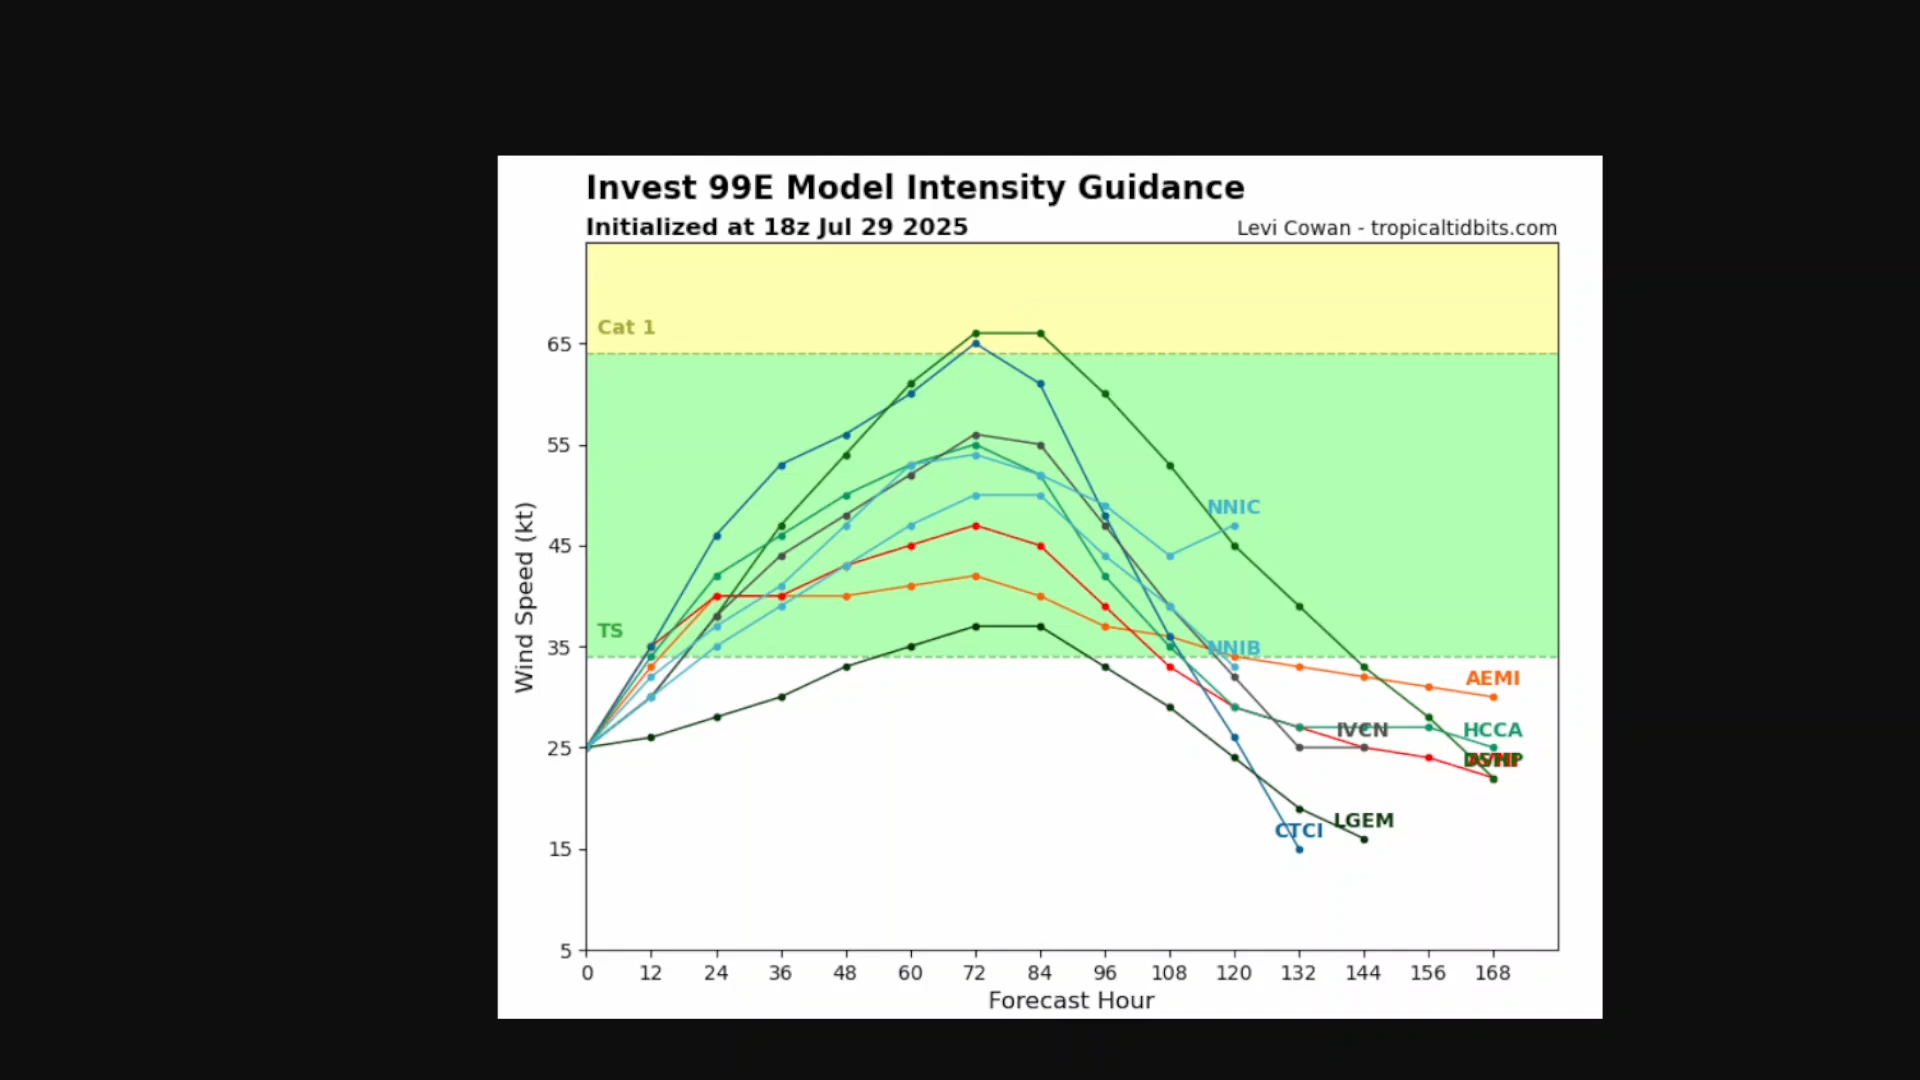 Invest 99E Model Intensity Guidance
Initialized at 18z Jul 29 2025
Levi Cowan - tropicaltidbits.com
Cat 1
65
55
NNIC
45
Wind Speed (kt)
TS
35
NNIB
AEMI
IVCN
HCCA
25
LGEM
CTCI
15
5
0 12 24 36 48 60 72 84 96 108 120 132 144 156 168
Forecast Hour